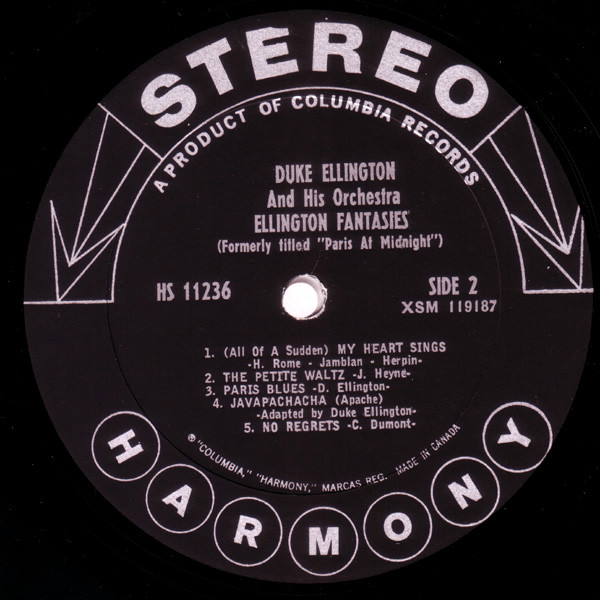 STEREO
A PRODUCT OF COLUMBIA RECORDS
DUKE ELLINGTON
And His Orchestra
ELLINGTON FANTASIES
(Formerly titled "Paris At Midnight")
HS 11236
SIDE 2
XSM 119187
1. (All Of A Sudden) MY HEART SINGS
-H. Rome - Jamblan - Herpin-
2. THE PETITE WALTZ -J. Heyne-
3. PARIS BLUES -D. Ellington-
4. JAVAPACHACHA (Apache)
-Adapted by Duke Ellington-
5. NO REGRETS -C. Dumont-
℗ "COLUMBIA," "HARMONY," MARCAS REG. MADE IN CANADA
HARMONY